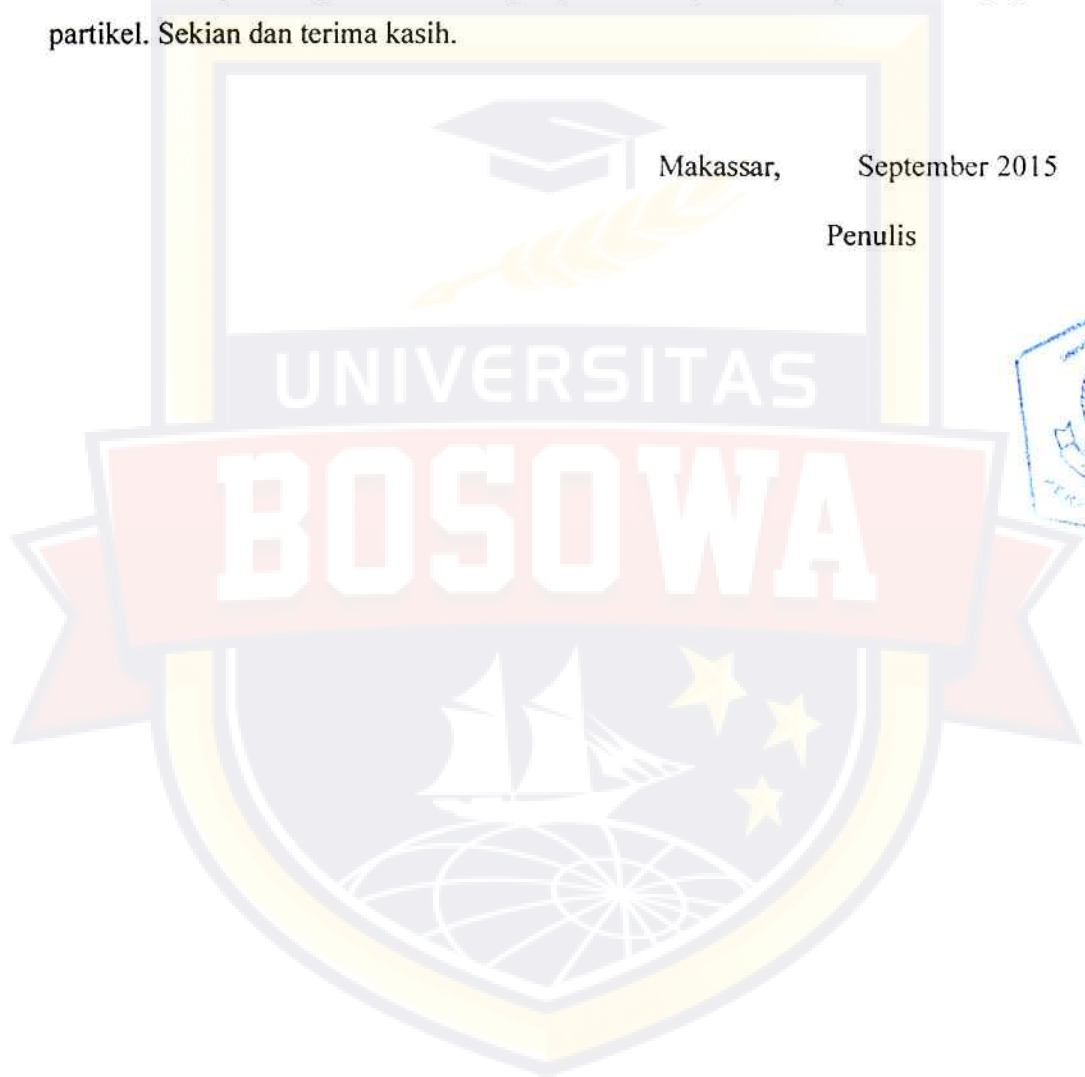 partikel. Sekian dan terima kasih.
Makassar, September 2015
Penulis
UNIVERSITAS
BOSOWA